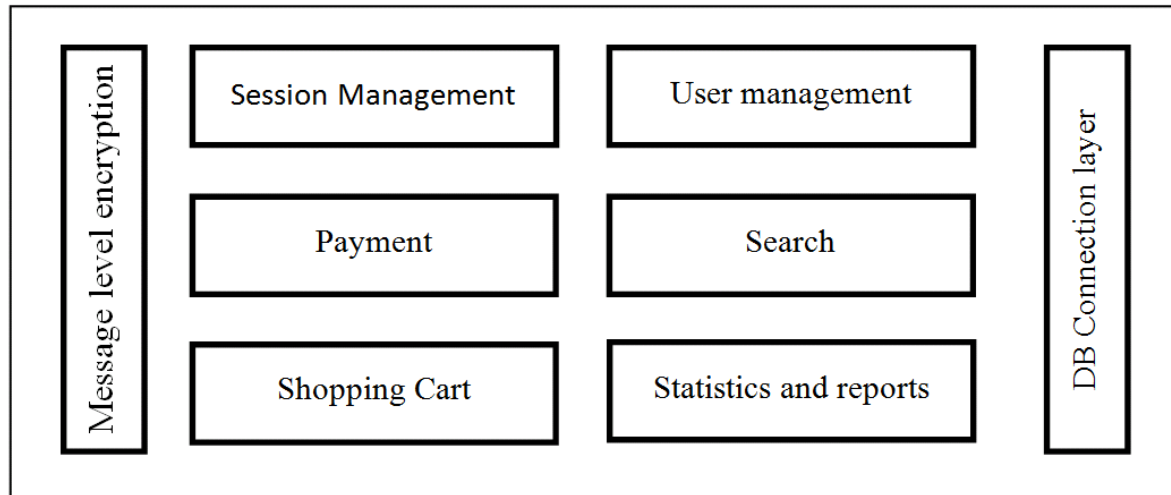 Message level encryption
Session Management
User management
Payment
Search
Shopping Cart
Statistics and reports
DB Connection layer